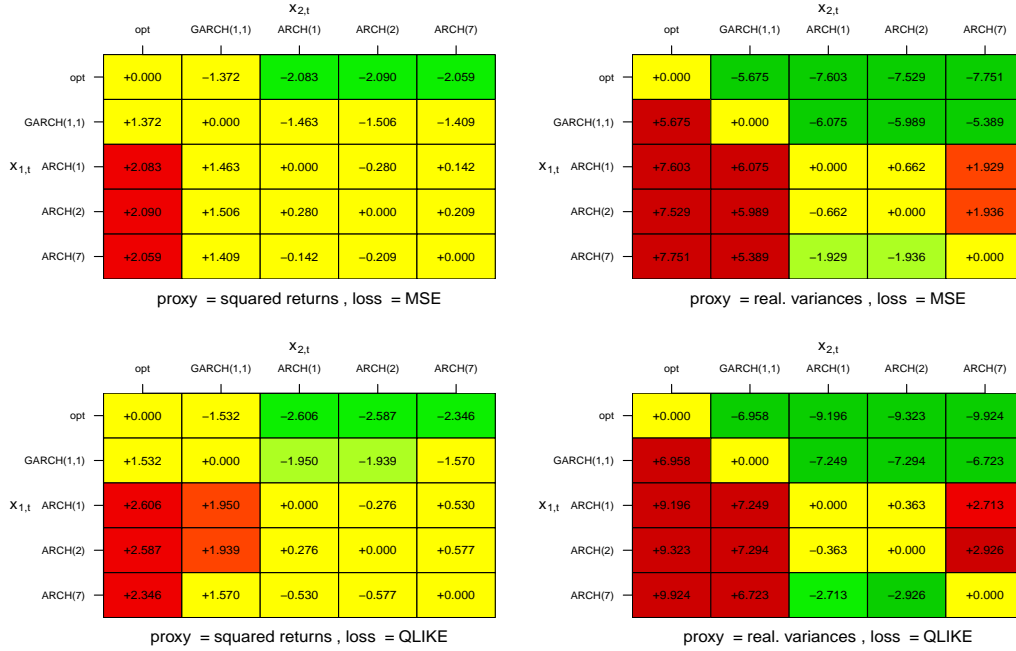 x2,t
opt GARCH(1,1) ARCH(1) ARCH(2) ARCH(7)
opt +0.000 −1.372 −2.083 −2.090 −2.059
GARCH(1,1) +1.372 +0.000 −1.463 −1.506 −1.409
x1,t ARCH(1) +2.083 +1.463 +0.000 −0.280 +0.142
ARCH(2) +2.090 +1.506 +0.280 +0.000 +0.209
ARCH(7) +2.059 +1.409 −0.142 −0.209 +0.000
proxy = squared returns , loss = MSE
x2,t
opt GARCH(1,1) ARCH(1) ARCH(2) ARCH(7)
opt +0.000 −5.675 −7.603 −7.529 −7.751
GARCH(1,1) +5.675 +0.000 −6.075 −5.989 −5.389
x1,t ARCH(1) +7.603 +6.075 +0.000 +0.662 +1.929
ARCH(2) +7.529 +5.989 −0.662 +0.000 +1.936
ARCH(7) +7.751 +5.389 −1.929 −1.936 +0.000
proxy = real. variances , loss = MSE
x2,t
opt GARCH(1,1) ARCH(1) ARCH(2) ARCH(7)
opt +0.000 −1.532 −2.606 −2.587 −2.346
GARCH(1,1) +1.532 +0.000 −1.950 −1.939 −1.570
x1,t ARCH(1) +2.606 +1.950 +0.000 −0.276 +0.530
ARCH(2) +2.587 +1.939 +0.276 +0.000 +0.577
ARCH(7) +2.346 +1.570 −0.530 −0.577 +0.000
proxy = squared returns , loss = QLIKE
x2,t
opt GARCH(1,1) ARCH(1) ARCH(2) ARCH(7)
opt +0.000 −6.958 −9.196 −9.323 −9.924
GARCH(1,1) +6.958 +0.000 −7.249 −7.294 −6.723
x1,t ARCH(1) +9.196 +7.249 +0.000 +0.363 +2.713
ARCH(2) +9.323 +7.294 −0.363 +0.000 +2.926
ARCH(7) +9.924 +6.723 −2.713 −2.926 +0.000
proxy = real. variances , loss = QLIKE